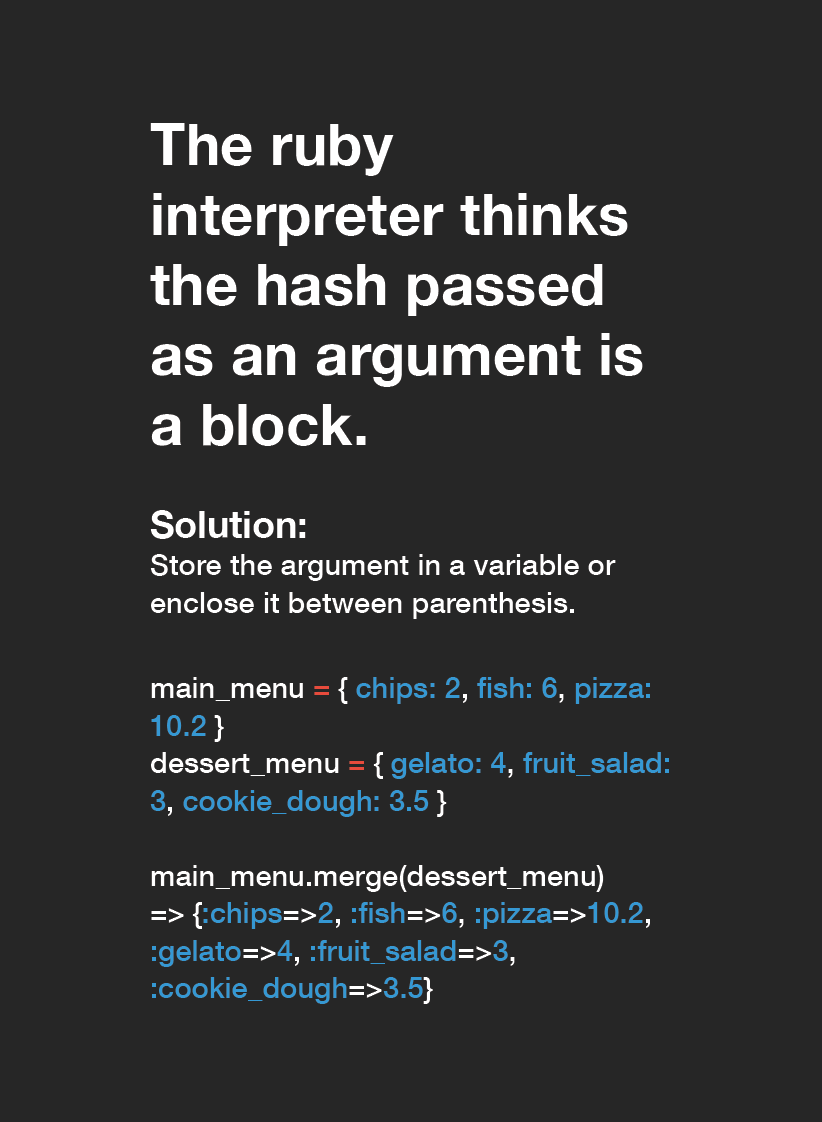 The ruby
interpreter thinks
the hash passed
as an argument is
a block.
Solution:
Store the argument in a variable or
enclose it between parenthesis.
main_menu = { chips: 2, fish: 6, pizza:
10.2 }
dessert_menu = { gelato: 4, fruit_salad:
3, cookie_dough: 3.5 }
main_menu.merge(dessert_menu)
=> {:chips=>2, :fish=>6, :pizza=>10.2,
:gelato=>4, :fruit_salad=>3,
:cookie_dough=>3.5}